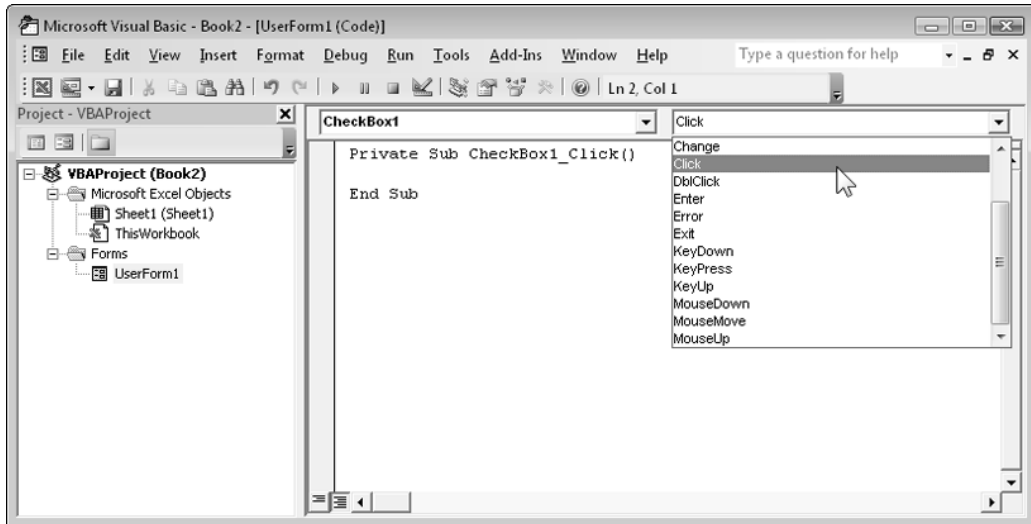 Microsoft Visual Basic - Book2 - [UserForm1 (Code)]
File Edit View Insert Format Debug Run Tools Add-Ins Window Help Type a question for help
Ln 2, Col 1
Project - VBAProject
VBAProject (Book2)
Microsoft Excel Objects
Sheet1 (Sheet1)
ThisWorkbook
Forms
UserForm1
CheckBox1 Click
Private Sub CheckBox1_Click()
End Sub
Change
Click
DblClick
Enter
Error
Exit
KeyDown
KeyPress
KeyUp
MouseDown
MouseMove
MouseUp